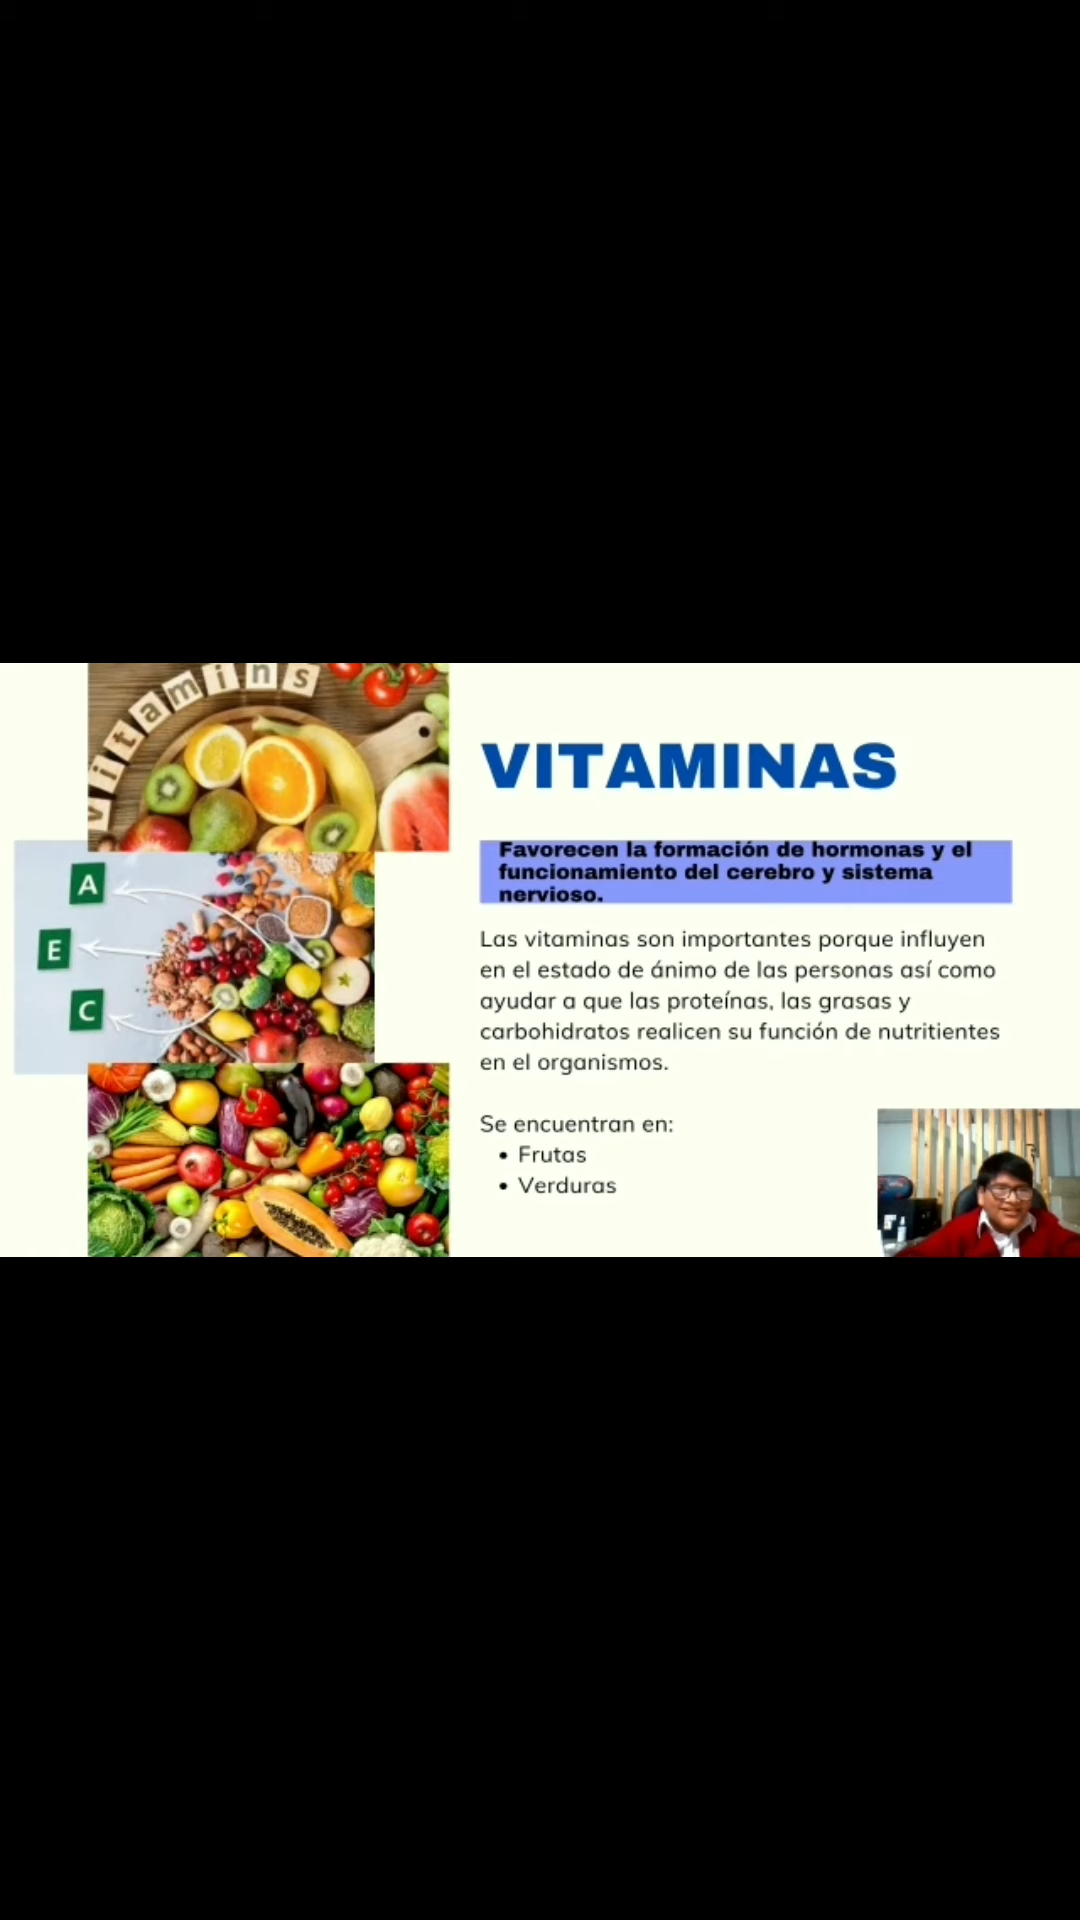 vitamins
A
E
C
VITAMINAS
Favorecen la formación de hormonas y el
funcionamiento del cerebro y sistema
nervioso.
Las vitaminas son importantes porque influyen
en el estado de ánimo de las personas así como
ayudar a que las proteínas, las grasas y
carbohidratos realicen su función de nutritientes
en el organismos.
Se encuentran en:
• Frutas
• Verduras